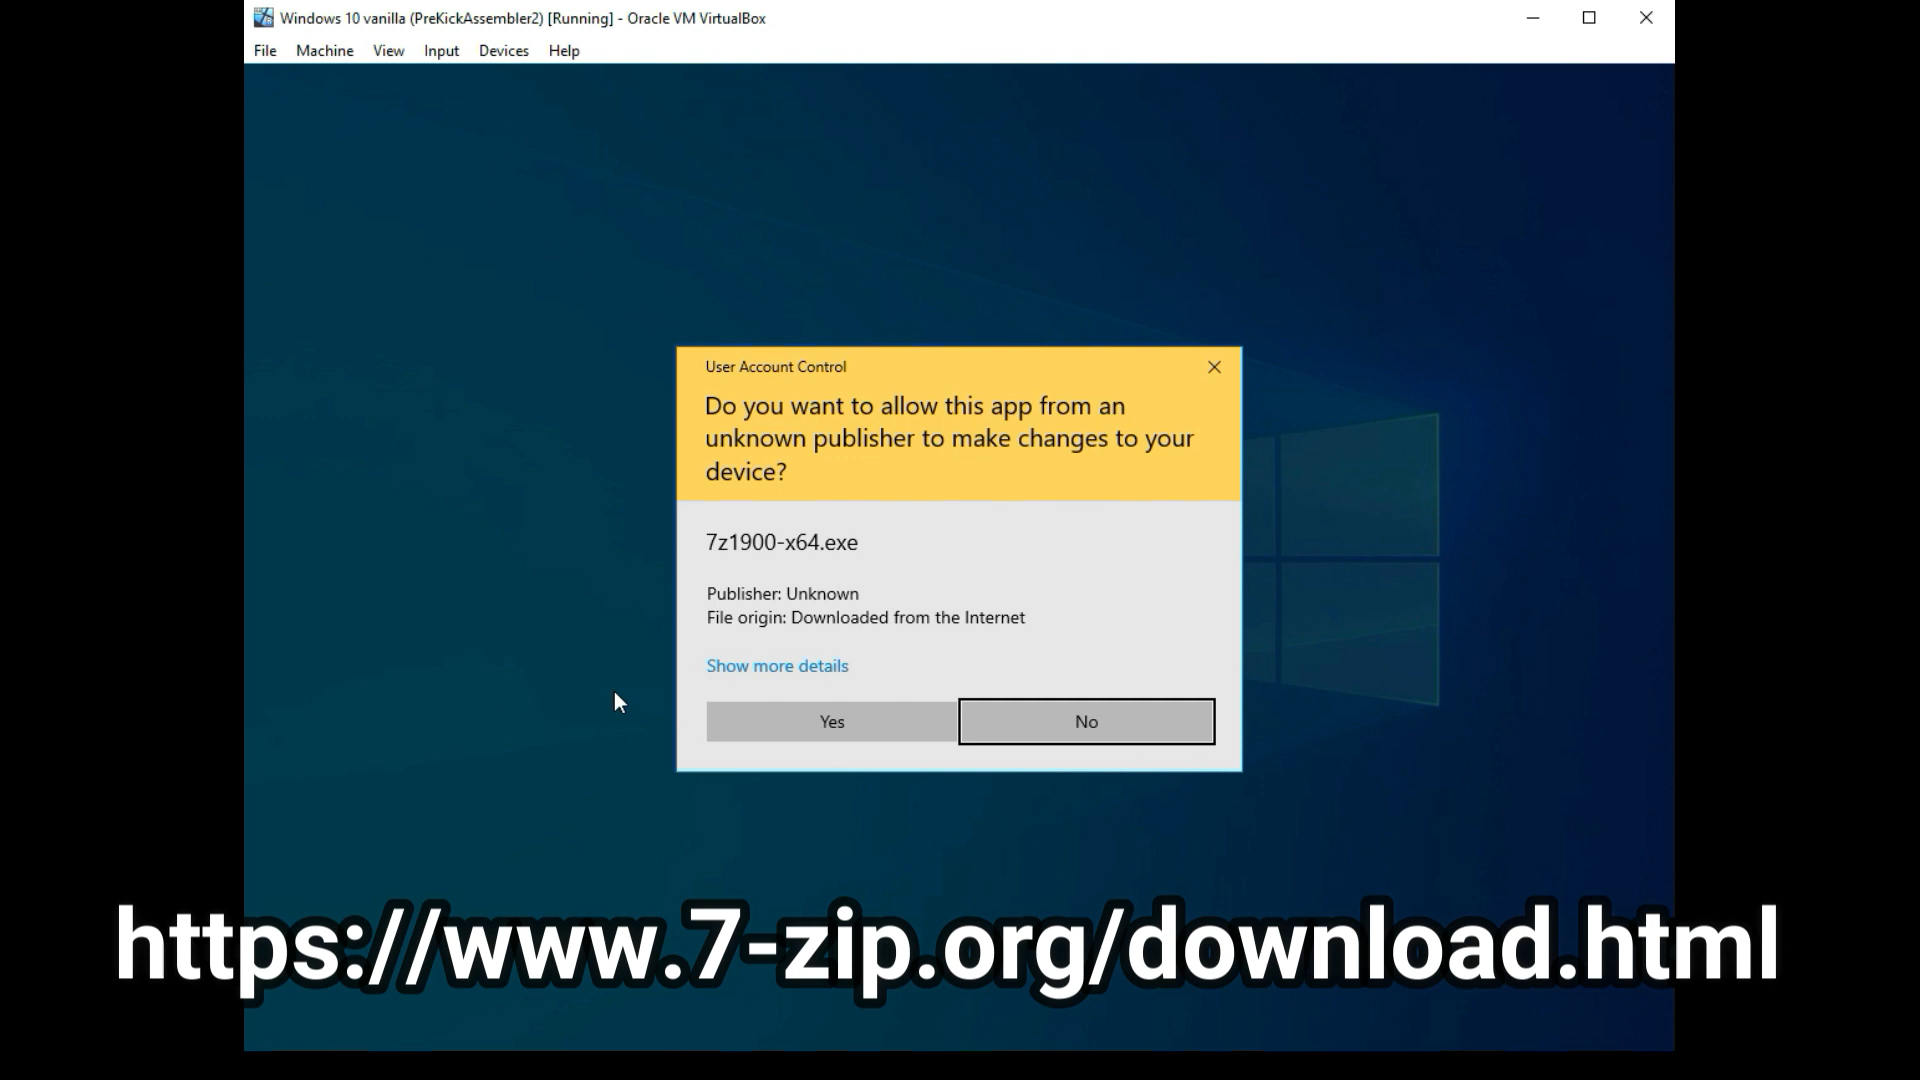 Windows 10 vanilla (PreKickAssembler2) [Running] - Oracle VM VirtualBox
File Machine View Input Devices Help
User Account Control
Do you want to allow this app from an
unknown publisher to make changes to your
device?
7z1900-x64.exe
Publisher: Unknown
File origin: Downloaded from the Internet
Show more details
Yes No
https://www.7-zip.org/download.html